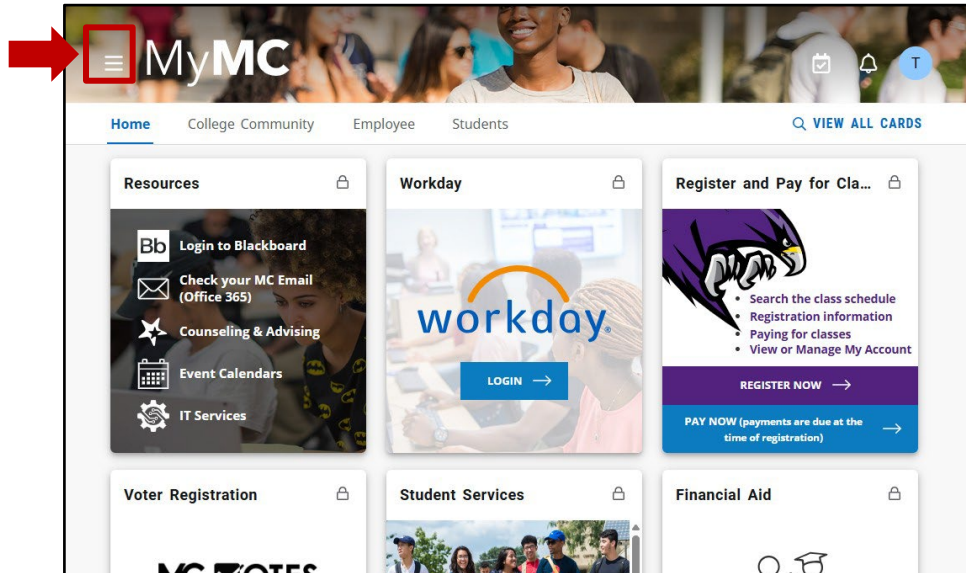 MyMC
T
Home College Community Employee Students VIEW ALL CARDS
Resources
Bb Login to Blackboard
Check your MC Email
(Office 365)
Counseling & Advising
Event Calendars
IT Services
Workday
workday.
LOGIN →
Register and Pay for Cla...
• Search the class schedule
• Registration information
• Paying for classes
• View or Manage My Account
REGISTER NOW →
PAY NOW (payments are due at the
time of registration) →
Voter Registration
MC VOTES
Student Services
Financial Aid